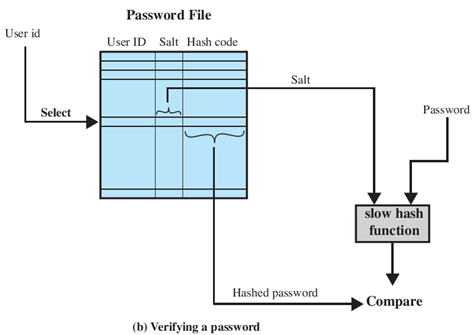 Password File
User id
User ID Salt Hash code
Salt
Select
Password
slow hash
function
Hashed password
Compare
(b) Verifying a password